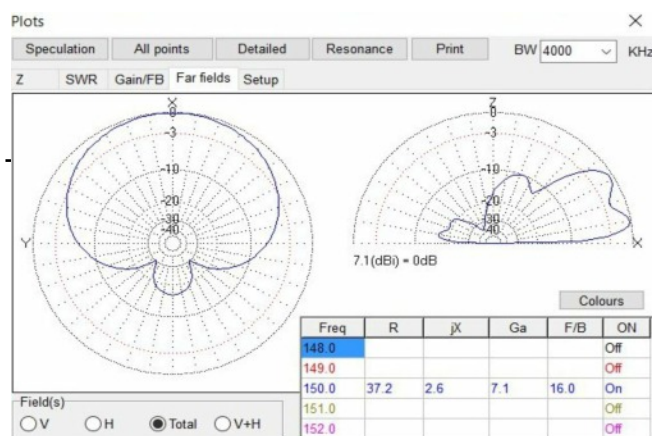 Plots
Speculation All points Detailed Resonance Print BW 4000 KHz
Z SWR Gain/FB Far fields Setup
X Z
-0 -0
-3 -3
-10 -10
-20 -20
-30 -30
-40 -40
Y X
7.1(dBi) = 0dB
Colours
Freq R jX Ga F/B ON
148.0 Off
149.0 Off
150.0 37.2 2.6 7.1 16.0 On
151.0 Off
152.0 Off
Field(s)
V H Total V+H